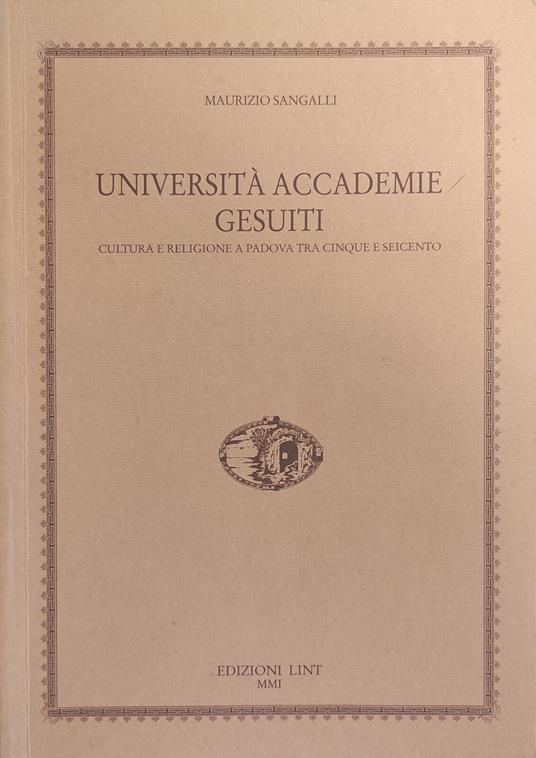 MAURIZIO SANGALLI
UNIVERSITÀ ACCADEMIE
GESUITI
CULTURA E RELIGIONE A PADOVA TRA CINQUE E SEICENTO
EDIZIONI LINT
MMI